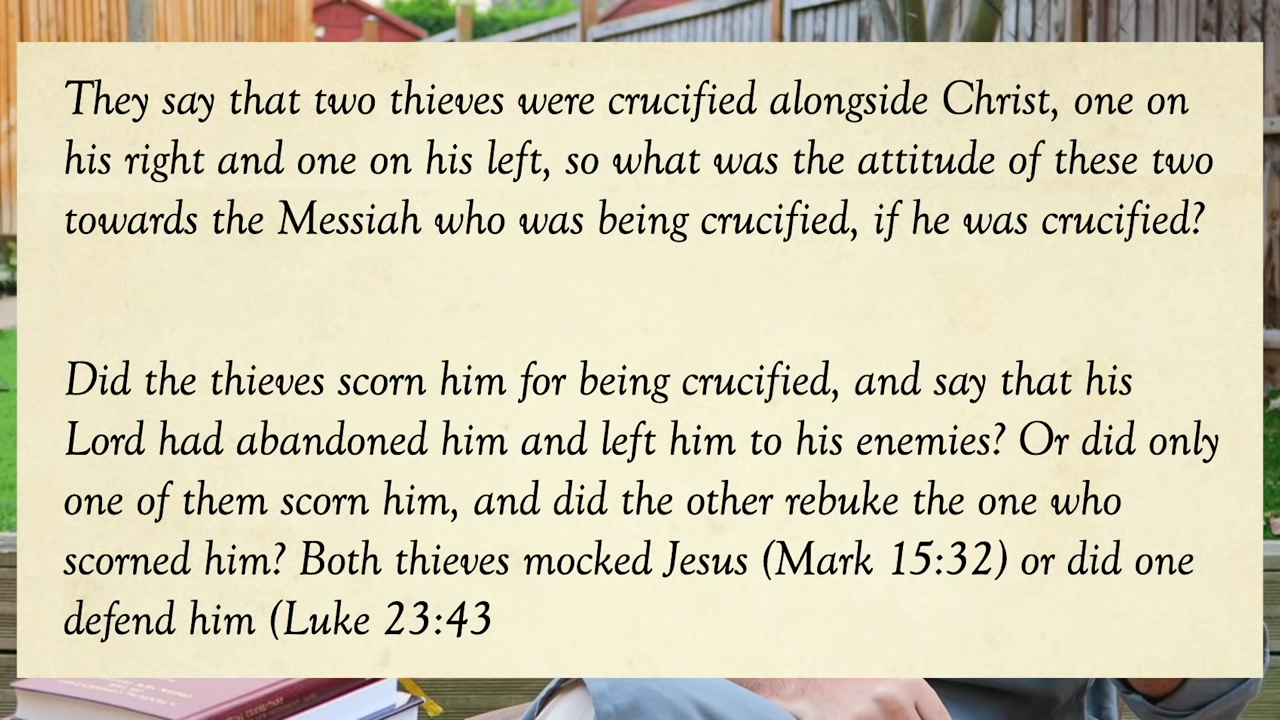 They say that two thieves were crucified alongside Christ, one on
his right and one on his left, so what was the attitude of these two
towards the Messiah who was being crucified, if he was crucified?
Did the thieves scorn him for being crucified, and say that his
Lord had abandoned him and left him to his enemies? Or did only
one of them scorn him, and did the other rebuke the one who
scorned him? Both thieves mocked Jesus (Mark 15:32) or did one
defend him (Luke 23:43